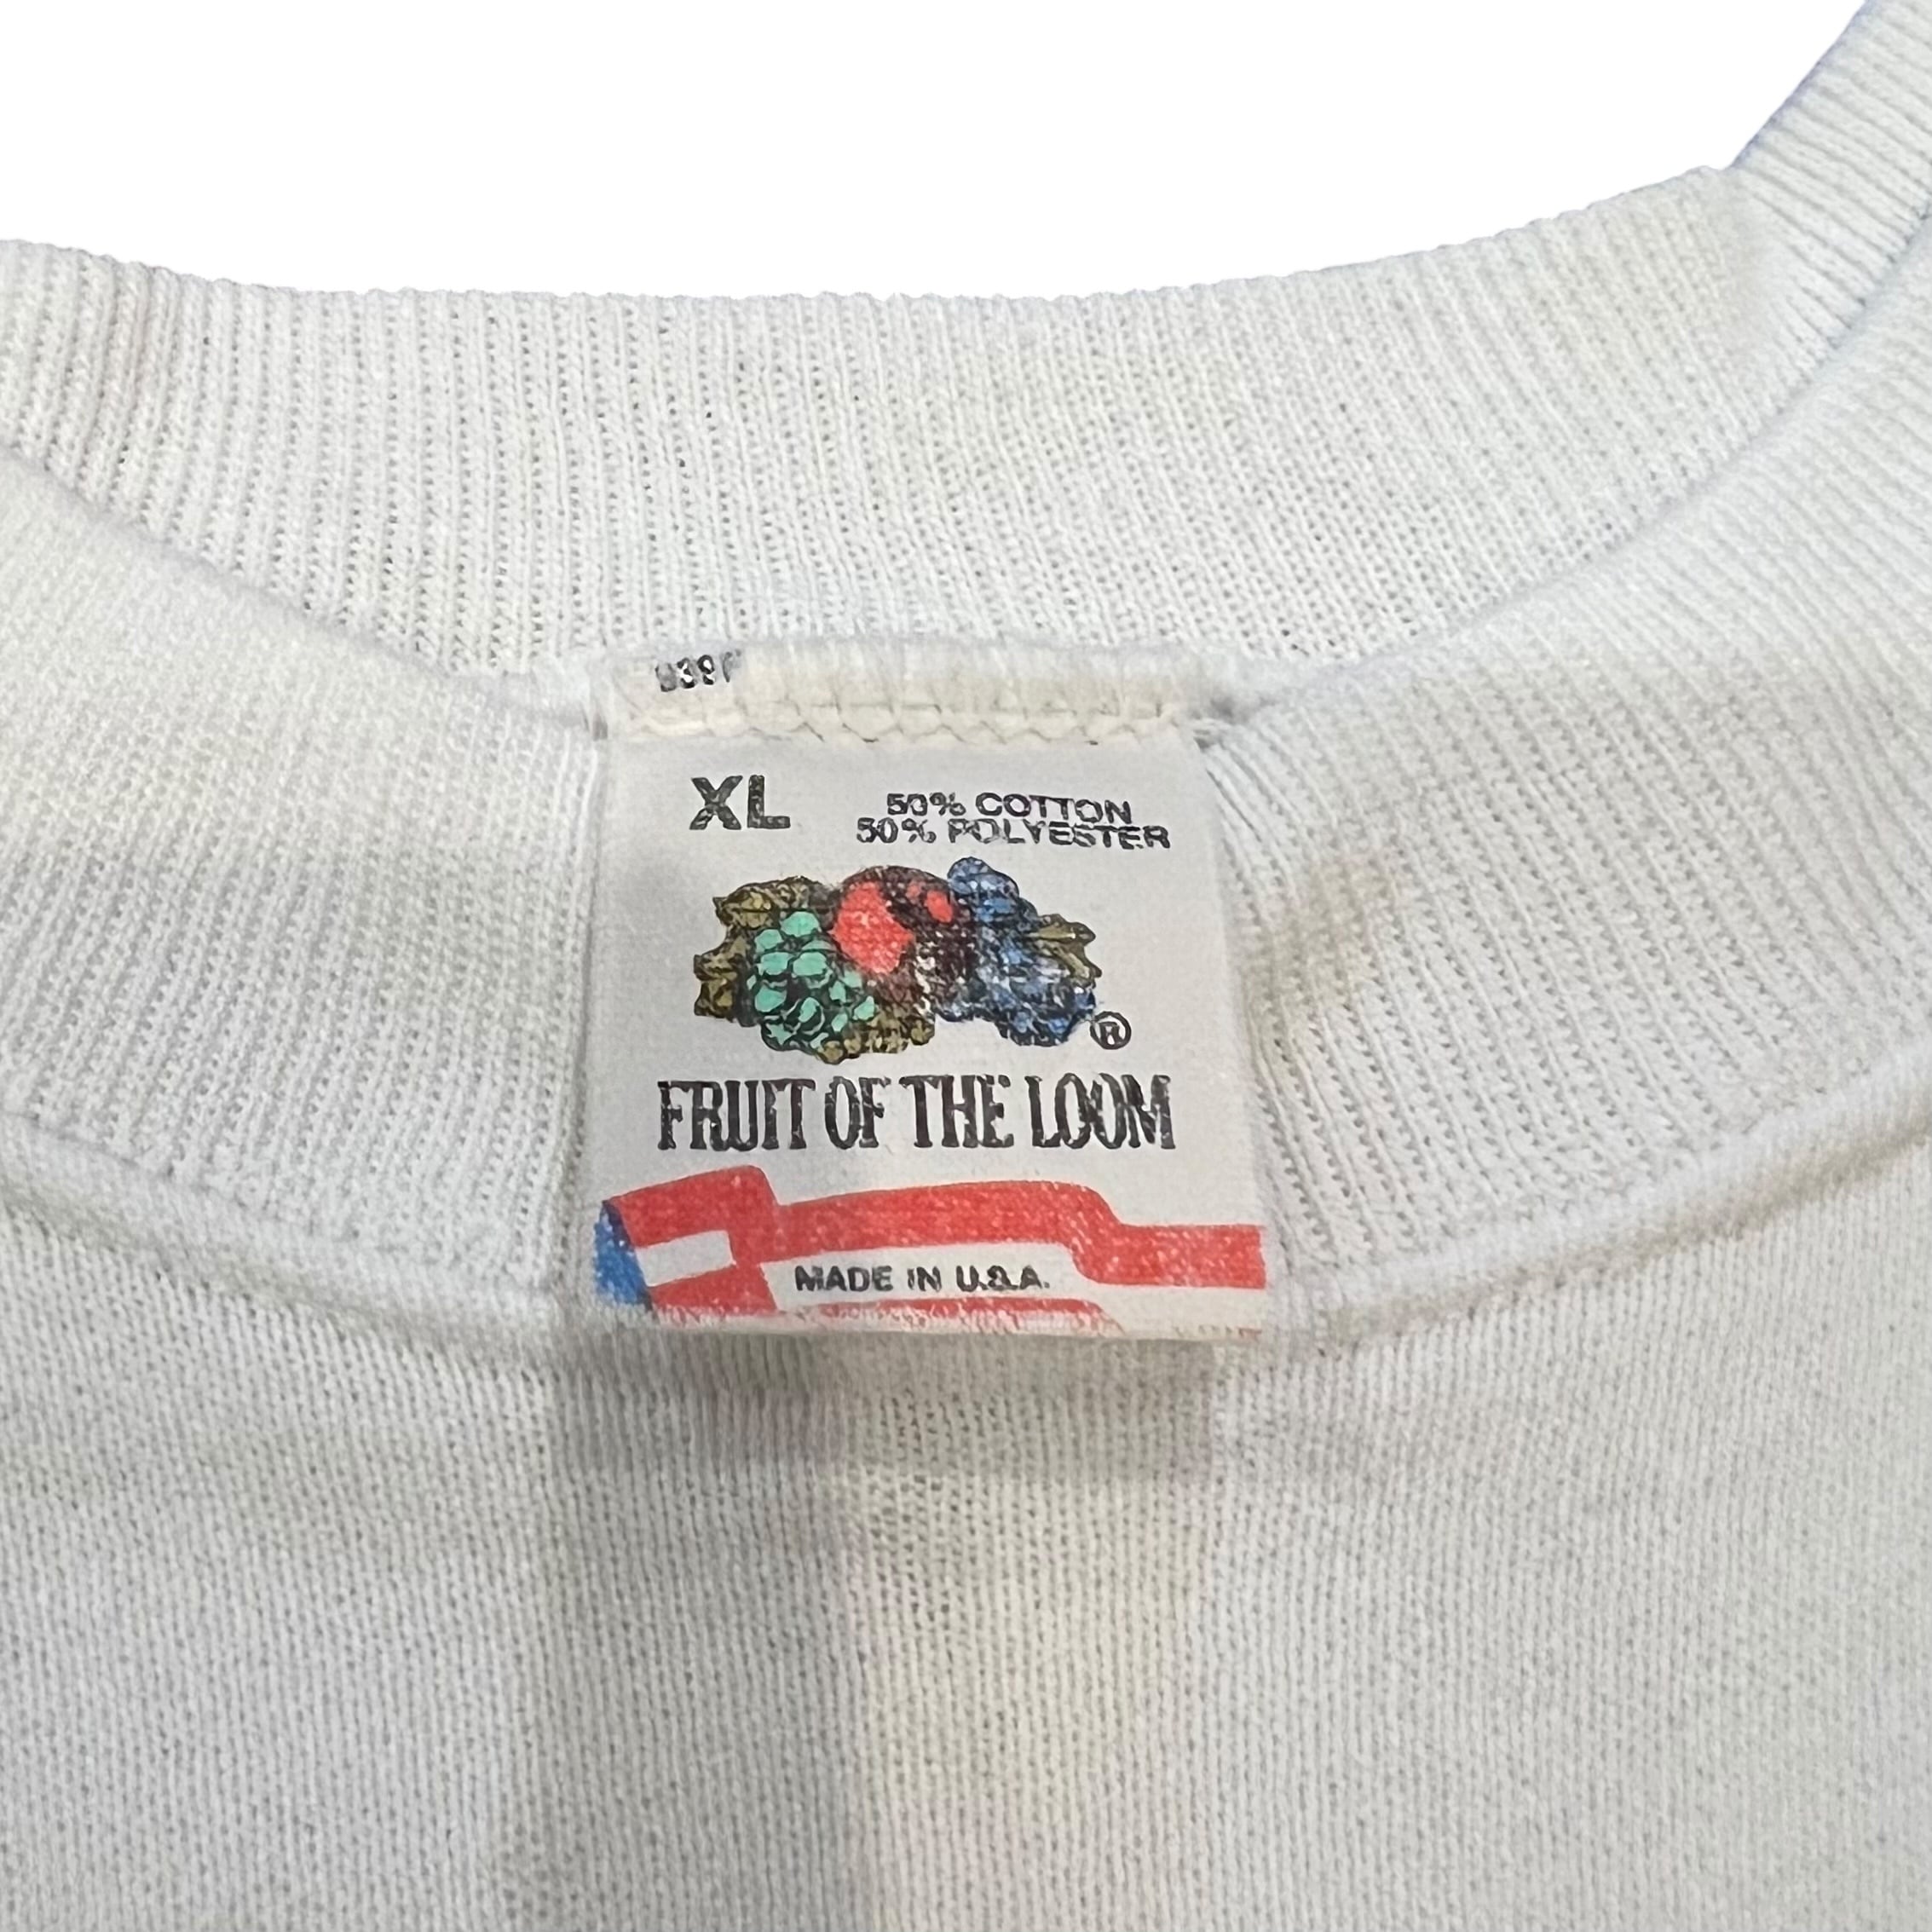 XL
50% COTTON
50% POLYESTER
®
FRUIT OF THE LOOM
MADE IN U.S.A.